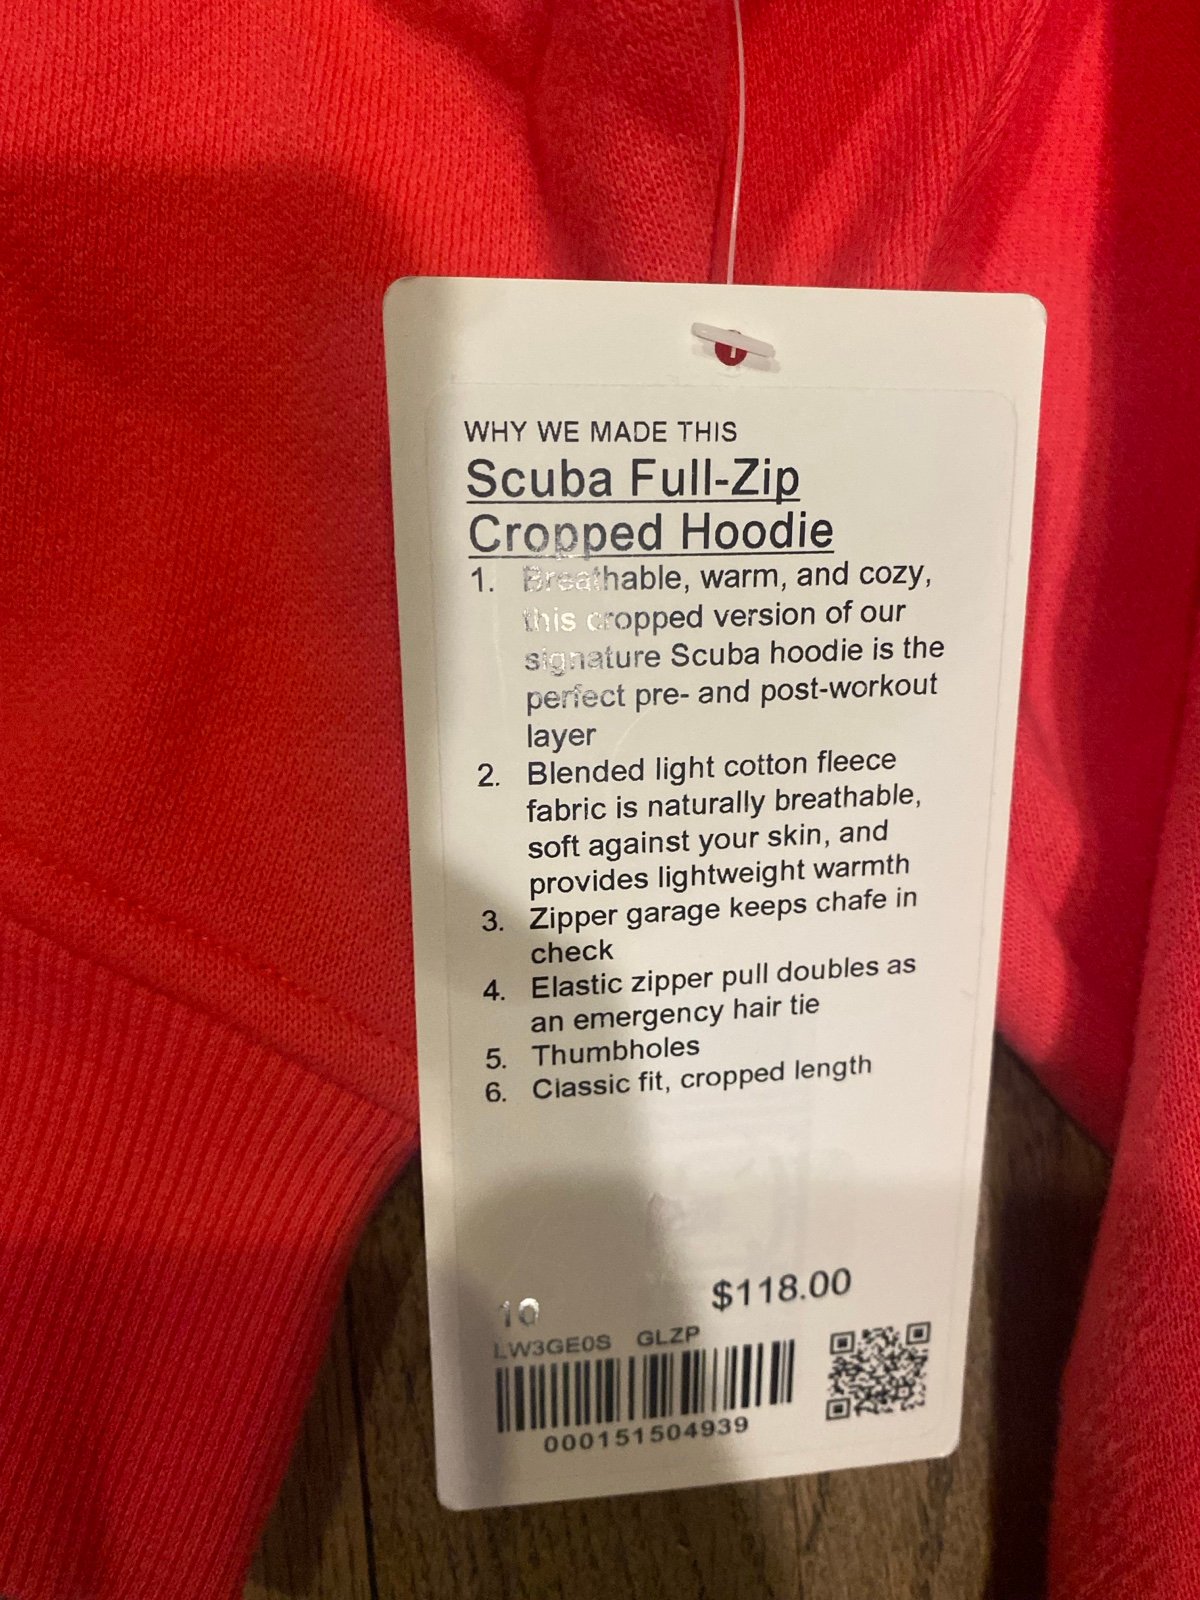 WHY WE MADE THIS
Scuba Full-Zip
Cropped Hoodie
1. Breathable, warm, and cozy,
this cropped version of our
signature Scuba hoodie is the
perfect pre- and post-workout
layer
2. Blended light cotton fleece
fabric is naturally breathable,
soft against your skin, and
provides lightweight warmth
3. Zipper garage keeps chafe in
check
4. Elastic zipper pull doubles as
an emergency hair tie
5. Thumbholes
6. Classic fit, cropped length
$118.00
10
LW3GE0S GLZP
000151504939